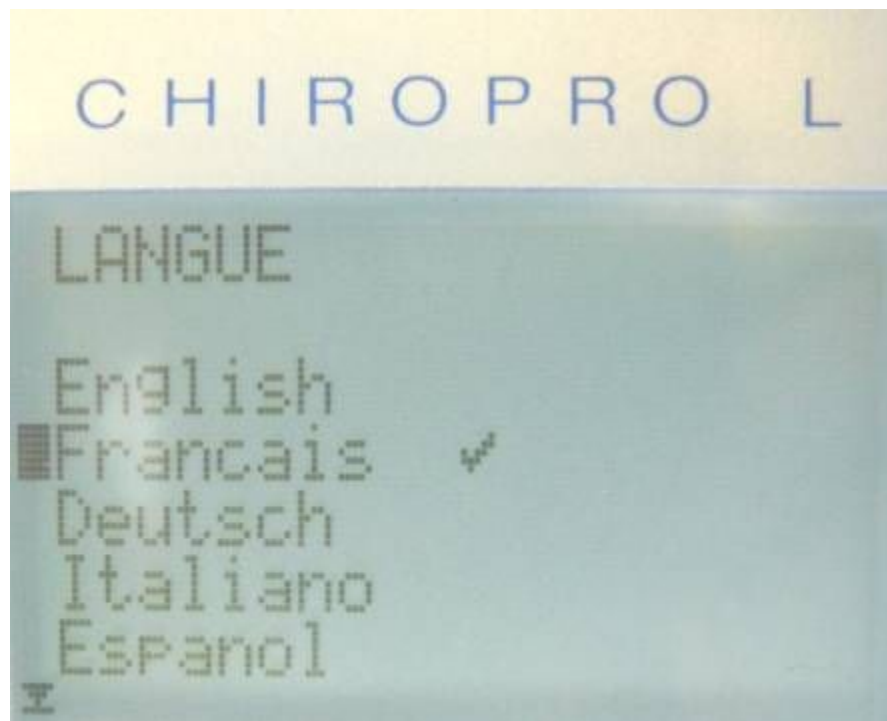 CHIROPRO L
LANGUE
English
Francais
Deutsch
Italiano
Espanol